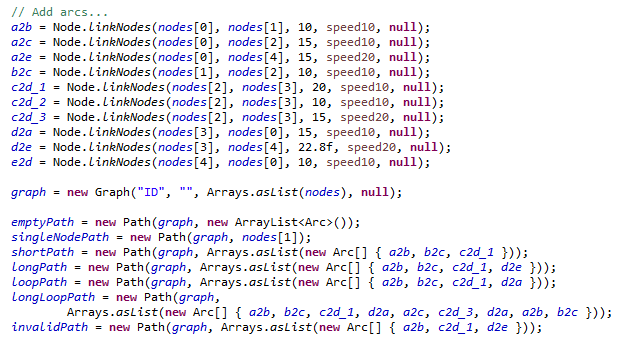 // Add arcs...
a2b = Node.linkNodes(nodes[0], nodes[1], 10, speed10, null);
a2c = Node.linkNodes(nodes[0], nodes[2], 15, speed10, null);
a2e = Node.linkNodes(nodes[0], nodes[4], 15, speed20, null);
b2c = Node.linkNodes(nodes[1], nodes[2], 10, speed10, null);
c2d_1 = Node.linkNodes(nodes[2], nodes[3], 20, speed10, null);
c2d_2 = Node.linkNodes(nodes[2], nodes[3], 10, speed10, null);
c2d_3 = Node.linkNodes(nodes[2], nodes[3], 15, speed20, null);
d2a = Node.linkNodes(nodes[3], nodes[0], 15, speed10, null);
d2e = Node.linkNodes(nodes[3], nodes[4], 22.8f, speed20, null);
e2d = Node.linkNodes(nodes[4], nodes[0], 10, speed10, null);
graph = new Graph("ID", "", Arrays.asList(nodes), null);
emptyPath = new Path(graph, new ArrayList<Arc>());
singleNodePath = new Path(graph, nodes[1]);
shortPath = new Path(graph, Arrays.asList(new Arc[] { a2b, b2c, c2d_1 }));
longPath = new Path(graph, Arrays.asList(new Arc[] { a2b, b2c, c2d_1, d2e }));
loopPath = new Path(graph, Arrays.asList(new Arc[] { a2b, b2c, c2d_1, d2a }));
longLoopPath = new Path(graph,
Arrays.asList(new Arc[] { a2b, b2c, c2d_1, d2a, a2c, c2d_3, d2a, a2b, b2c }));
invalidPath = new Path(graph, Arrays.asList(new Arc[] { a2b, c2d_1, d2e }));